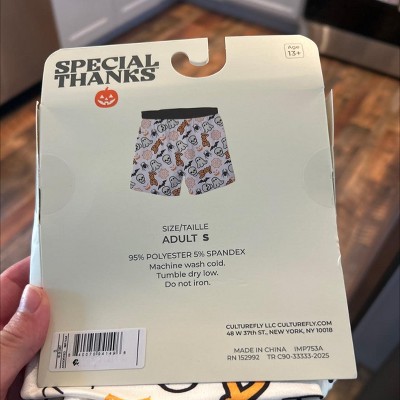 SPECIAL
THANKS
Age
13+
SIZE/TAILLE
ADULT S
95% POLYESTER 5% SPANDEX
Machine wash cold.
Tumble dry low.
Do not iron.
CULTUREFLY LLC CULTUREFLY.COM
48 W 37th ST., NEW YORK, NY 10018
MADE IN CHINA IMP753A
RN 152992 TR C90-33333-2025